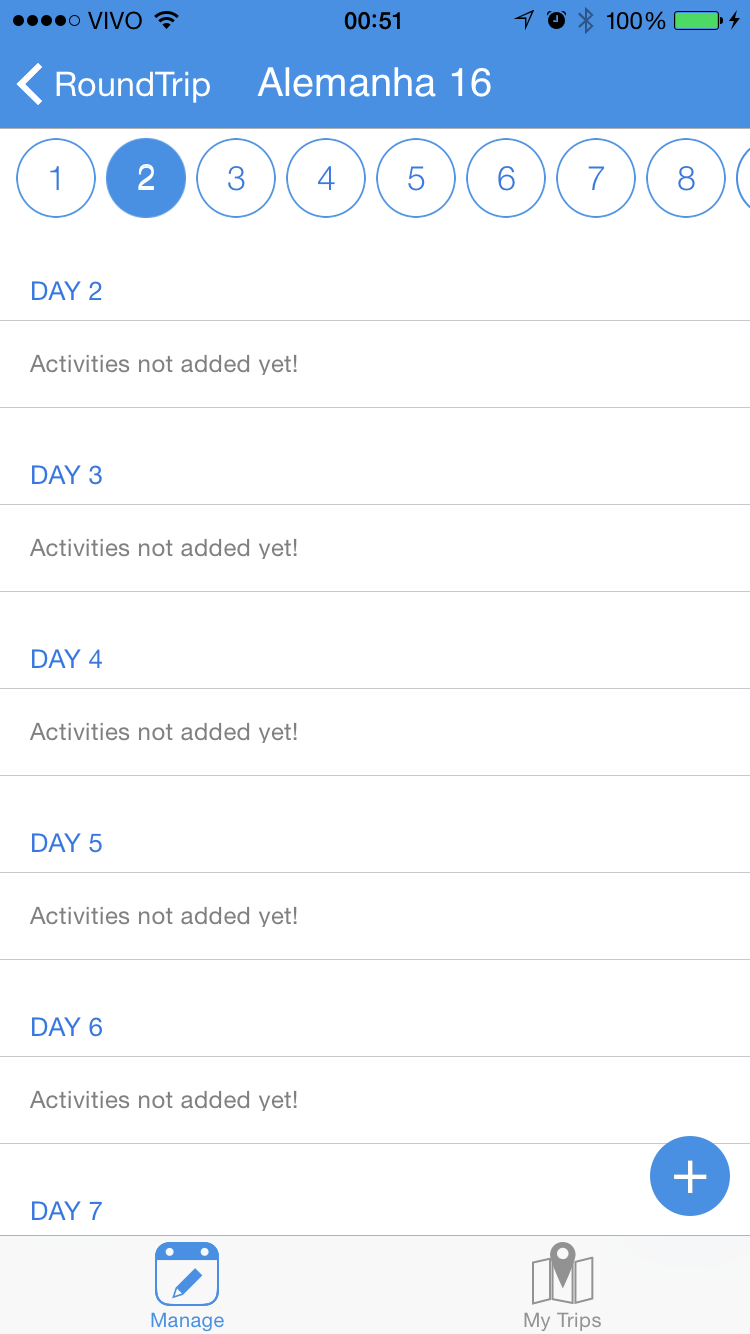 VIVO 00:51 100%
RoundTrip Alemanha 16
1 2 3 4 5 6 7 8
DAY 2
Activities not added yet!
DAY 3
Activities not added yet!
DAY 4
Activities not added yet!
DAY 5
Activities not added yet!
DAY 6
Activities not added yet!
DAY 7
Manage My Trips